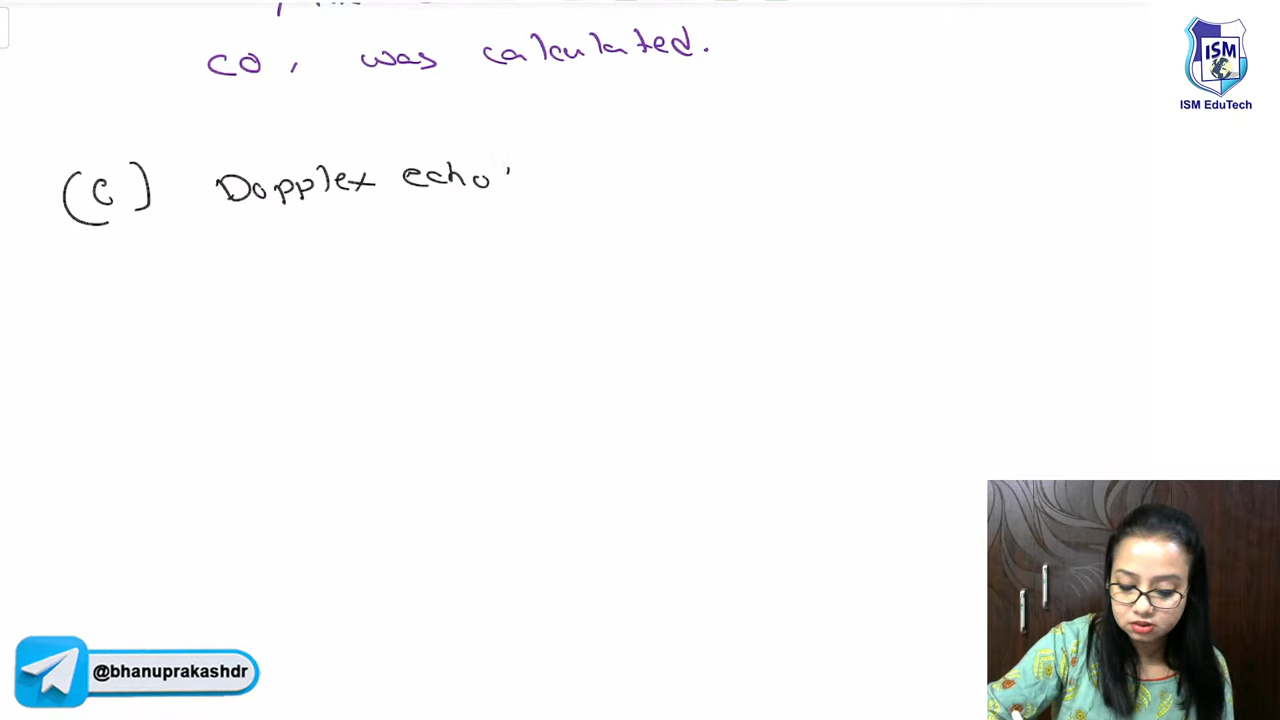 CO, was calculated.
(C) Dopplex echo
ISM
ISM EduTech
@bhanuprakashdr